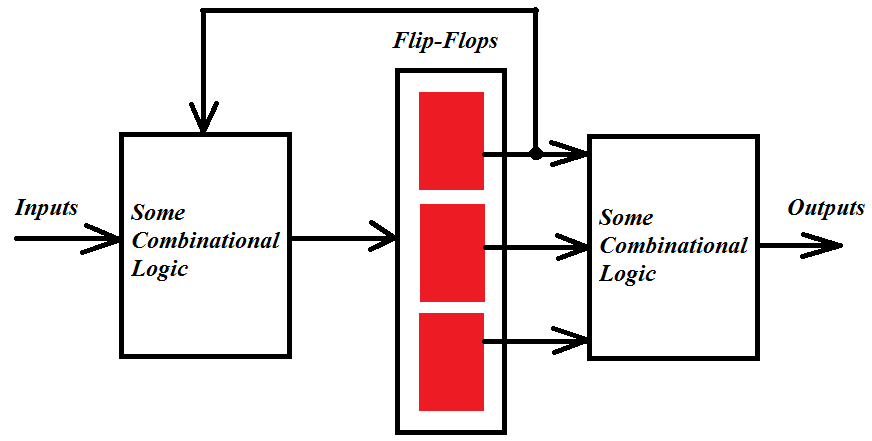 Flip-Flops
Inputs
Some
Combinational
Logic
Some
Combinational
Logic
Outputs